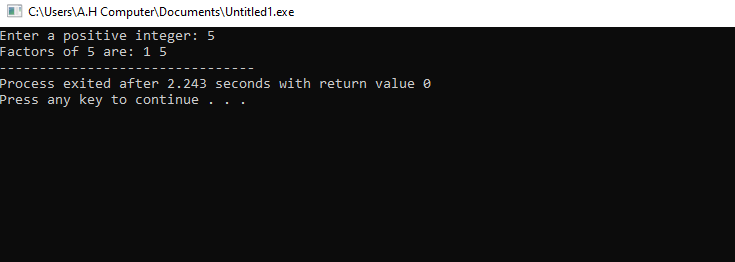 C:\Users\A.H Computer\Documents\Untitled1.exe
Enter a positive integer: 5
Factors of 5 are: 1 5
--------------------------------
Process exited after 2.243 seconds with return value 0
Press any key to continue . . .